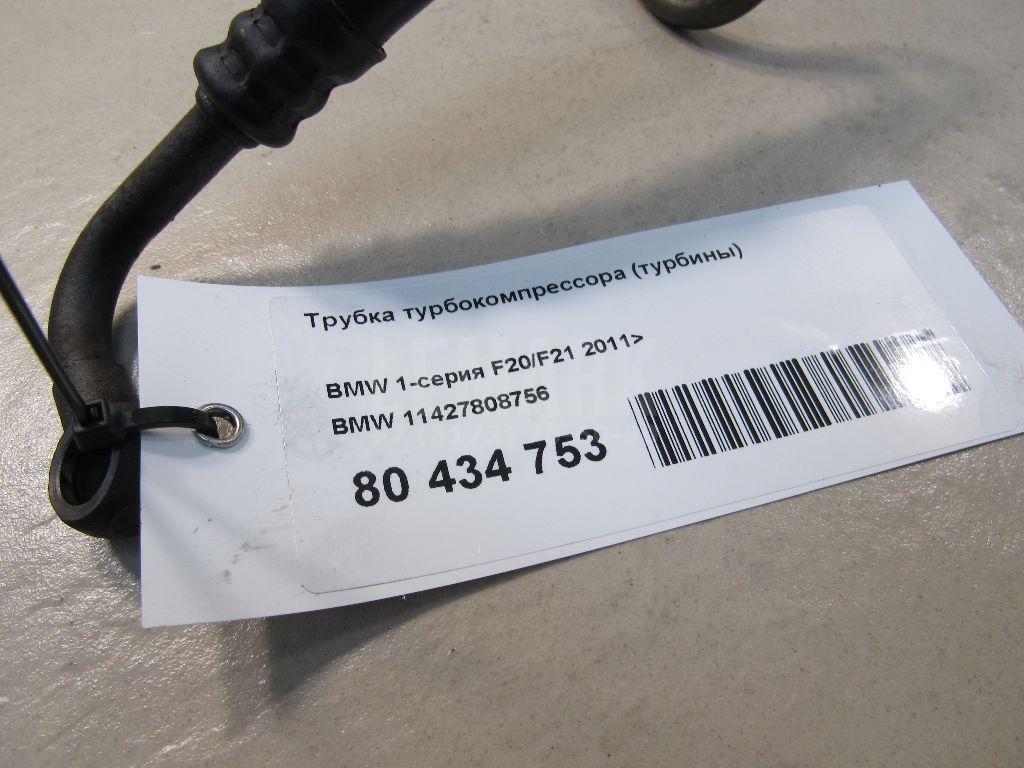 Трубка турбокомпрессора (турбины)
BMW 1-серия F20/F21 2011>
BMW 11427808756
80 434 753